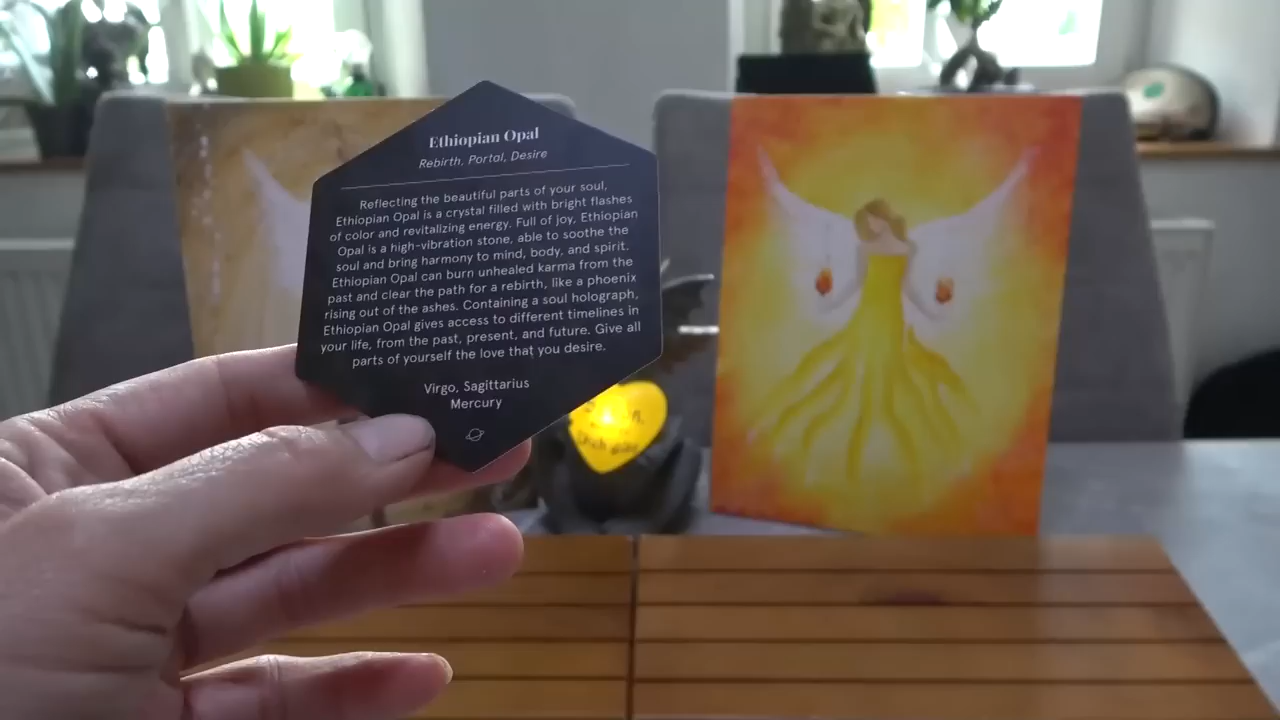 Ethiopian Opal
Rebirth, Portal, Desire
Reflecting the beautiful parts of your soul,
Ethiopian Opal is a crystal filled with bright flashes
of color and revitalizing energy. Full of joy, Ethiopian
Opal is a high-vibration stone, able to soothe the
soul and bring harmony to mind, body, and spirit.
Ethiopian Opal can burn unhealed karma from the
past and clear the path for a rebirth, like a phoenix
rising out of the ashes. Containing a soul holograph,
Ethiopian Opal gives access to different timelines in
your life, from the past, present, and future. Give all
parts of yourself the love that you desire.
Virgo, Sagittarius
Mercury